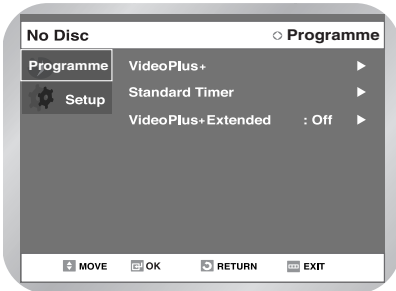 No Disc Programme
Programme VideoPlus+
Setup Standard Timer
VideoPlus+Extended : Off
MOVE OK RETURN EXIT